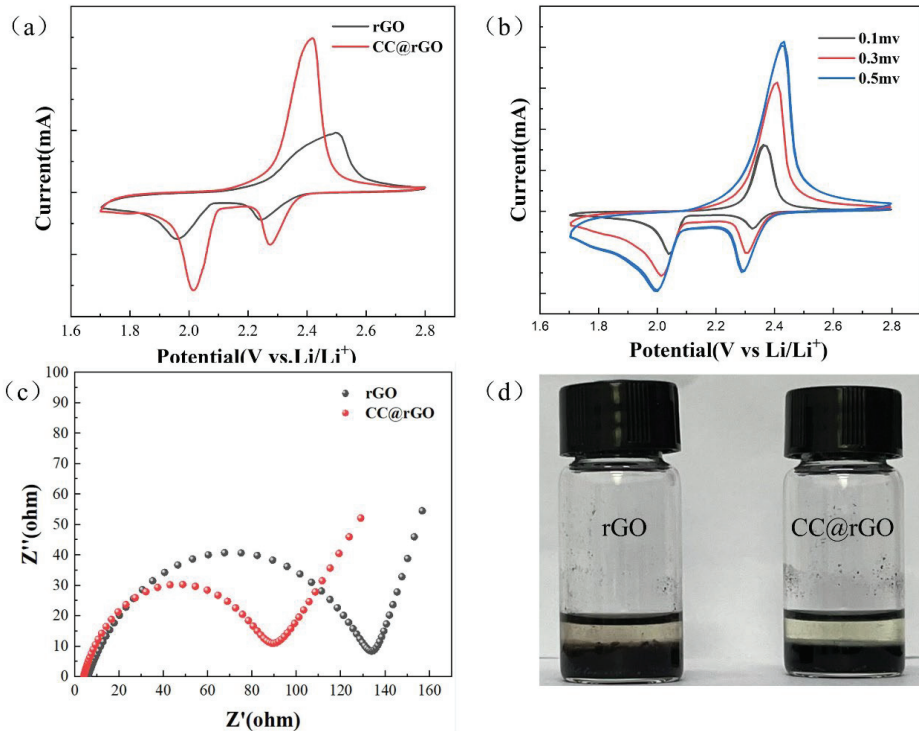 (a)
rGO
CC@rGO
Current(mA)
1.6 1.8 2.0 2.2 2.4 2.6 2.8
Potential(V vs.Li/Li⁺)
(b)
0.1mv
0.3mv
0.5mv
Current(mA)
1.6 1.8 2.0 2.2 2.4 2.6 2.8
Potential(V vs Li/Li⁺)
(c)
rGO
CC@rGO
100
90
80
70
60
50
40
30
20
10
0
Z''(ohm)
0 20 40 60 80 100 120 140 160
Z'(ohm)
(d)
rGO
CC@rGO